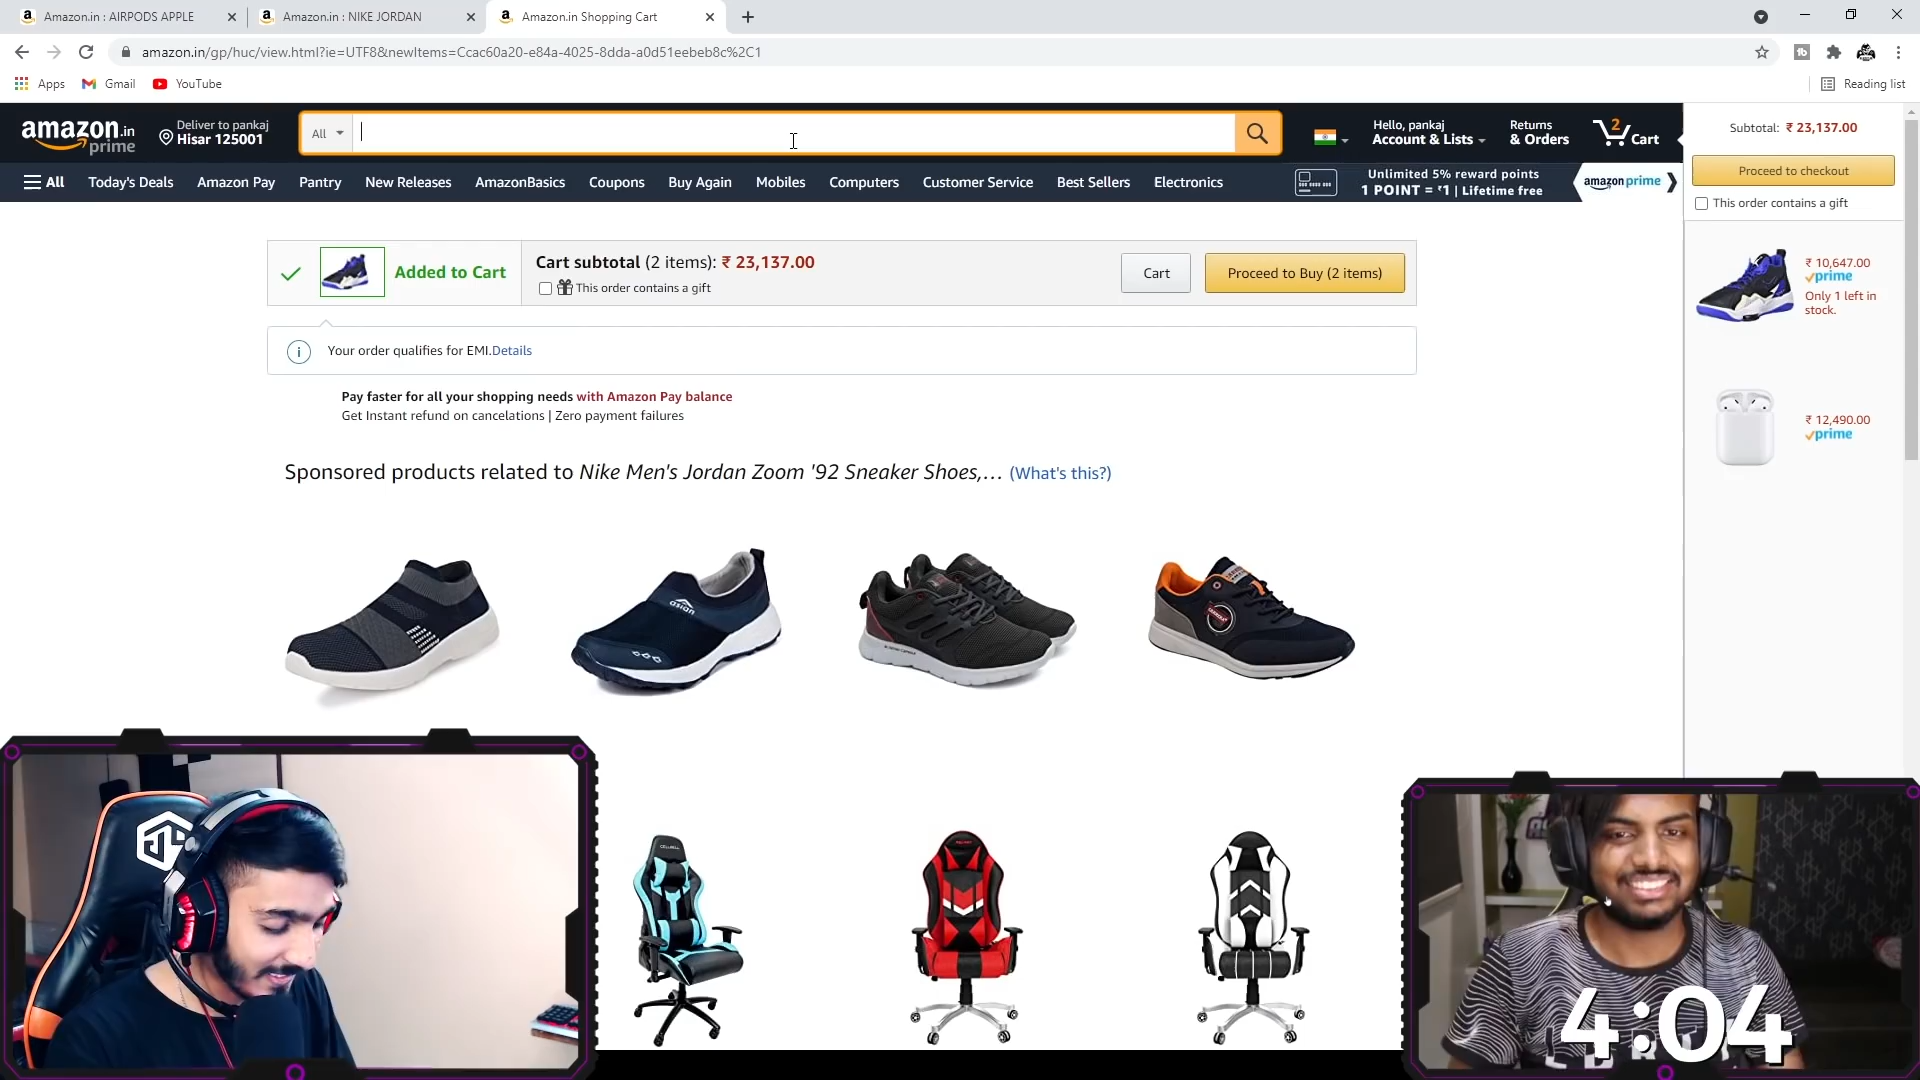 Amazon.in : AIRPODS APPLE
Amazon.in : NIKE JORDAN
Amazon.in Shopping Cart
amazon.in/gp/huc/view.html?ie=UTF8&newItems=Ccac60a20-e84a-4025-8dda-a0d51eebeb8c%2C1
Apps
Gmail
YouTube
Reading list
amazon.in
prime
Deliver to pankaj
Hisar 125001
All
Hello, pankaj
Account & Lists
Returns
& Orders
2
Cart
Subtotal: ₹ 23,137.00
Proceed to checkout
This order contains a gift
All
Today's Deals
Amazon Pay
Pantry
New Releases
AmazonBasics
Coupons
Buy Again
Mobiles
Computers
Customer Service
Best Sellers
Electronics
Unlimited 5% reward points
1 POINT = ₹1 | Lifetime free
amazon prime
Added to Cart
Cart subtotal (2 items): ₹ 23,137.00
This order contains a gift
Cart
Proceed to Buy (2 items)
₹ 10,647.00
prime
Only 1 left in
stock.
Your order qualifies for EMI.Details
Pay faster for all your shopping needs with Amazon Pay balance
Get Instant refund on cancelations | Zero payment failures
₹ 12,490.00
prime
Sponsored products related to Nike Men's Jordan Zoom '92 Sneaker Shoes,… (What's this?)
asian
CELLBELL
4:04